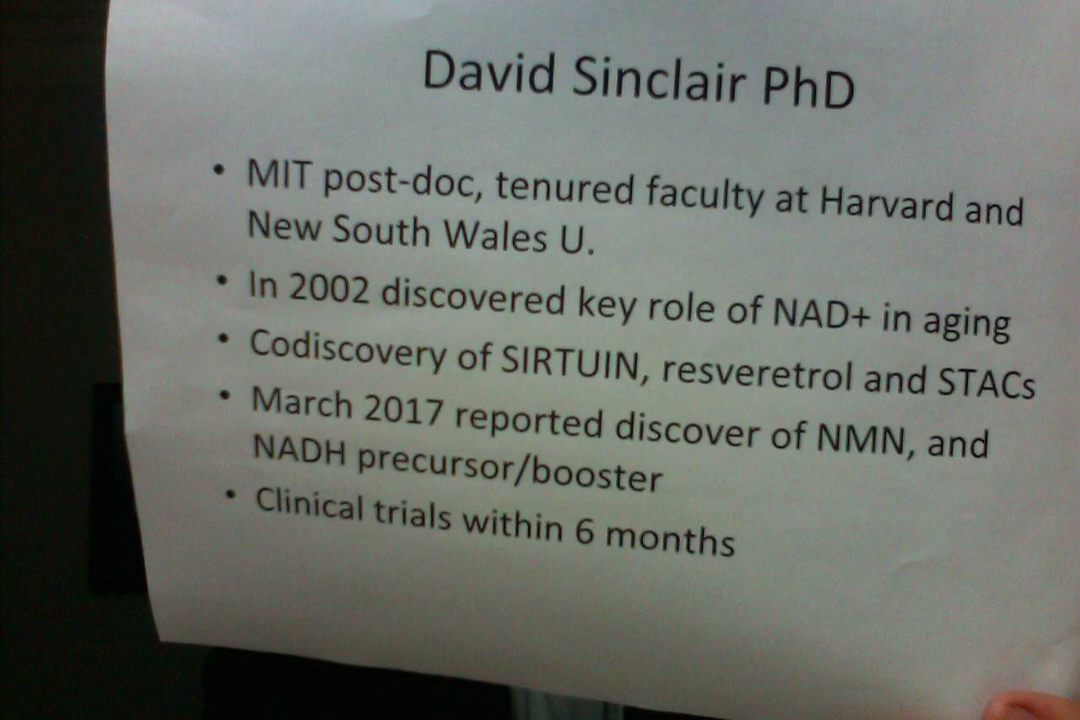 David Sinclair PhD
• MIT post-doc, tenured faculty at Harvard and
New South Wales U.
• In 2002 discovered key role of NAD+ in aging
• Codiscovery of SIRTUIN, resveretrol and STACs
• March 2017 reported discover of NMN, and
NADH precursor/booster
• Clinical trials within 6 months